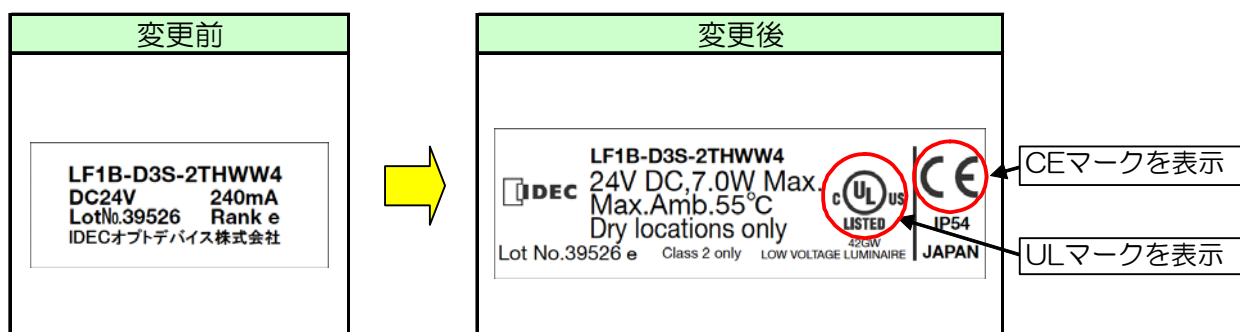 変更前
LF1B-D3S-2THWW4
DC24V 240mA
Lot№.39526 Rank e
IDECオプトデバイス株式会社
変更後
LF1B-D3S-2THWW4
IDEC
24V DC,7.0W Max.
Max.Amb.55℃
Dry locations only
Lot No.39526 e Class 2 only
C UL US
LISTED
42GW
LOW VOLTAGE LUMINAIRE
CE
IP54
JAPAN
CEマークを表示
ULマークを表示